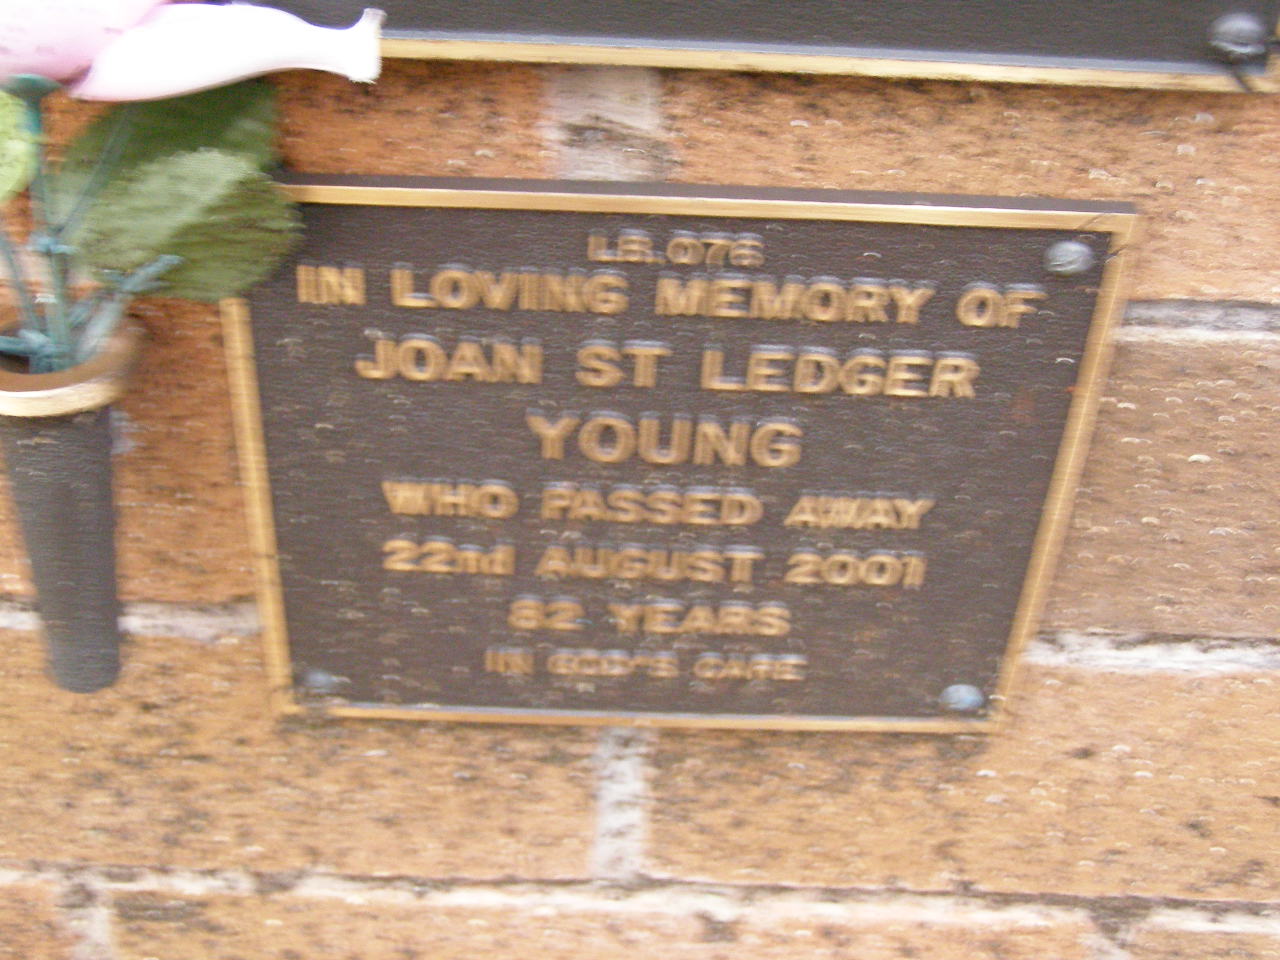 LB.Q76
IN LOVING MEMORY OF
JOAN ST LEDGER
YOUNG
WHO PASSED AWAY
22nd AUGUST 2001
82 YEARS
IN GOD'S CARE